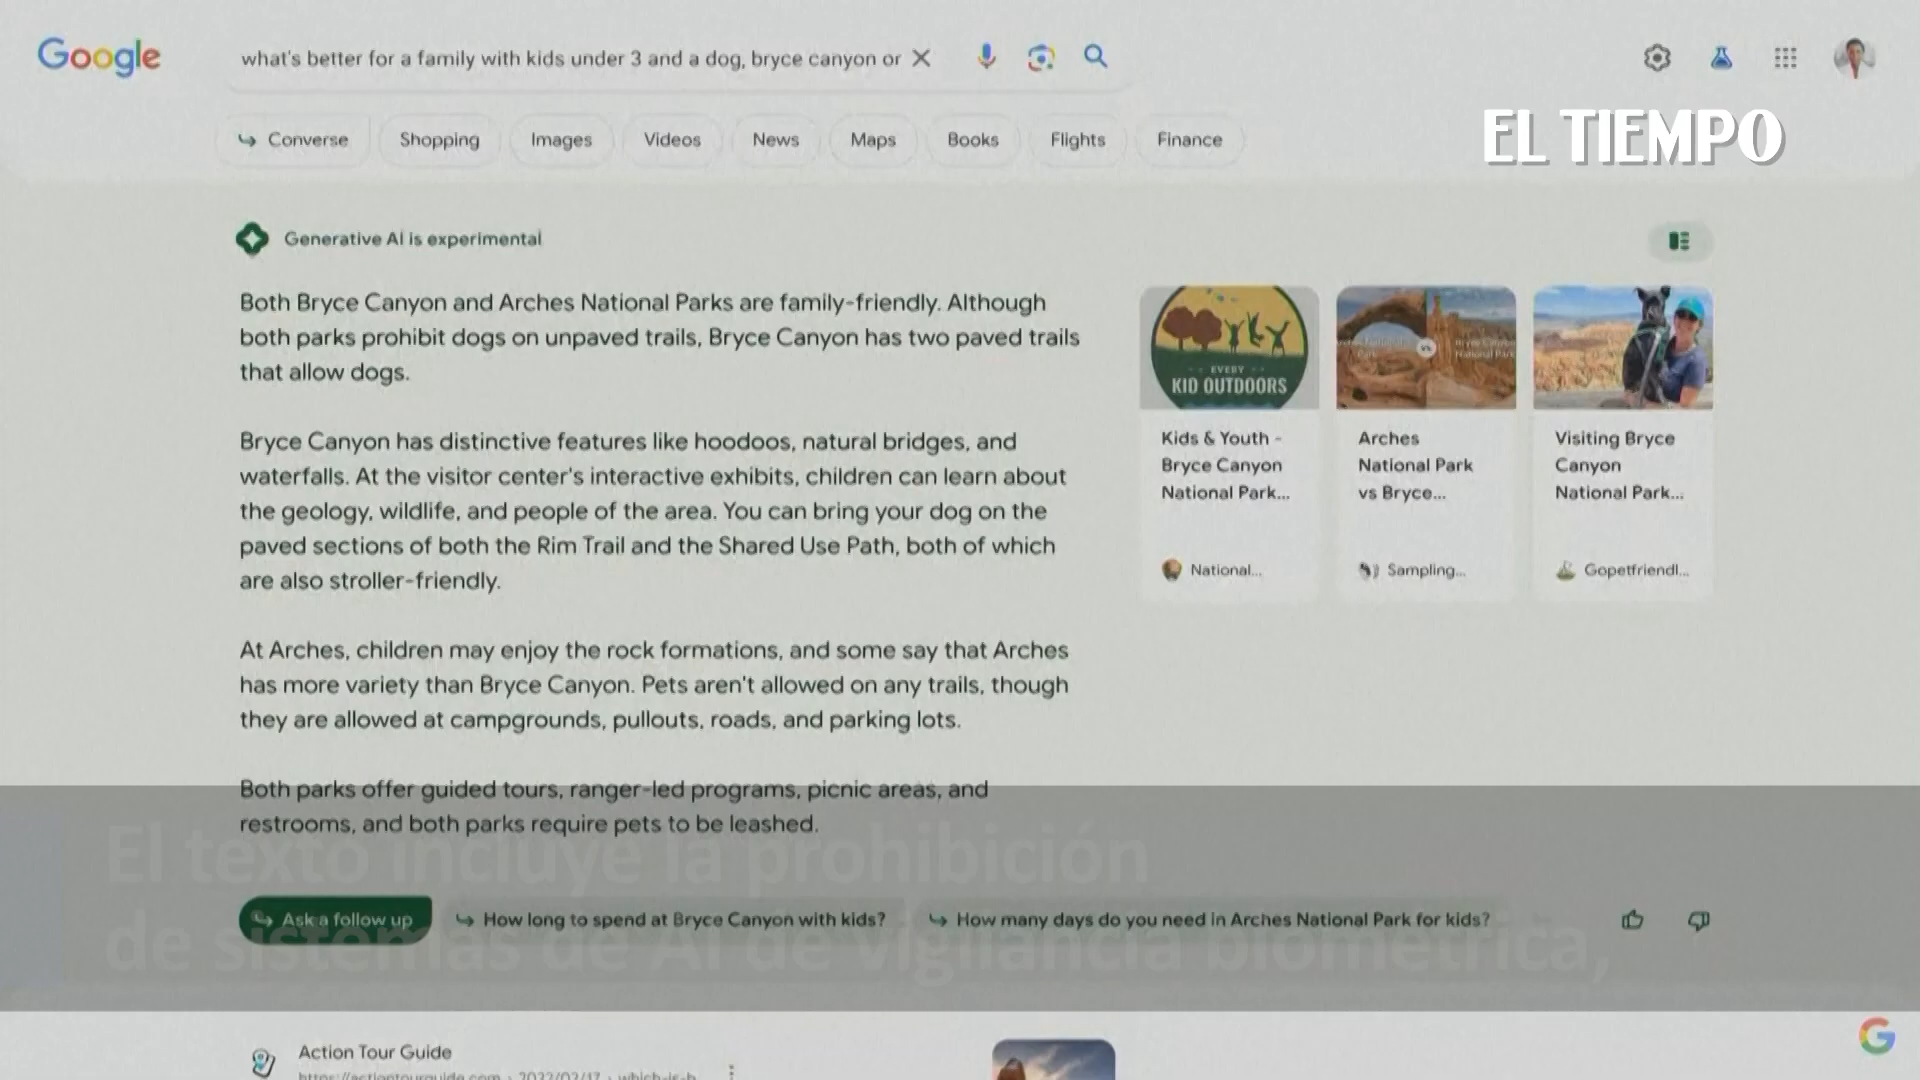 Google
what's better for a family with kids under 3 and a dog, bryce canyon or
Converse
Shopping
Images
Videos
News
Maps
Books
Flights
Finance
EL TIEMPO
Generative AI is experimental
Both Bryce Canyon and Arches National Parks are family-friendly. Although
both parks prohibit dogs on unpaved trails, Bryce Canyon has two paved trails
that allow dogs.
Bryce Canyon has distinctive features like hoodoos, natural bridges, and
waterfalls. At the visitor center's interactive exhibits, children can learn about
the geology, wildlife, and people of the area. You can bring your dog on the
paved sections of both the Rim Trail and the Shared Use Path, both of which
are also stroller-friendly.
At Arches, children may enjoy the rock formations, and some say that Arches
has more variety than Bryce Canyon. Pets aren't allowed on any trails, though
they are allowed at campgrounds, pullouts, roads, and parking lots.
Both parks offer guided tours, ranger-led programs, picnic areas, and
restrooms, and both parks require pets to be leashed.
EVERY
KID OUTDOORS
Kids & Youth -
Bryce Canyon
National Park...
National...
Arches
National Park
vs Bryce...
Sampling...
Visiting Bryce
Canyon
National Park...
Gopetfriendl...
El texto incluye la prohibición
de sistemas de AI de vigilancia biométrica,
Ask a follow up
How long to spend at Bryce Canyon with kids?
How many days do you need in Arches National Park for kids?
Action Tour Guide
https://actiontourguide.com › 2022/02/17 › which-is-b